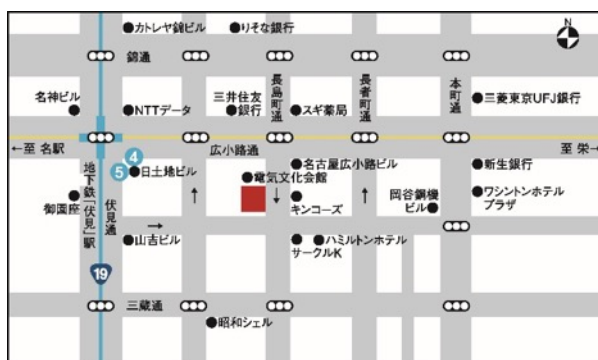 カトレヤ錦ビル
りそな銀行
N
錦通
名神ビル
NTTデータ
三井住友
銀行
長島町通
スギ薬局
長者町通
本町通
三菱東京UFJ銀行
←至 名駅
広小路通
至 栄→
4
5
日土地ビル
電気文化会館
名古屋広小路ビル
新生銀行
地下鉄「伏見」駅
伏見通
御園座
キンコーズ
岡谷鋼機
ビル
ワシントンホテル
プラザ
山吉ビル
ハミルトンホテル
サークルK
19
三蔵通
昭和シェル